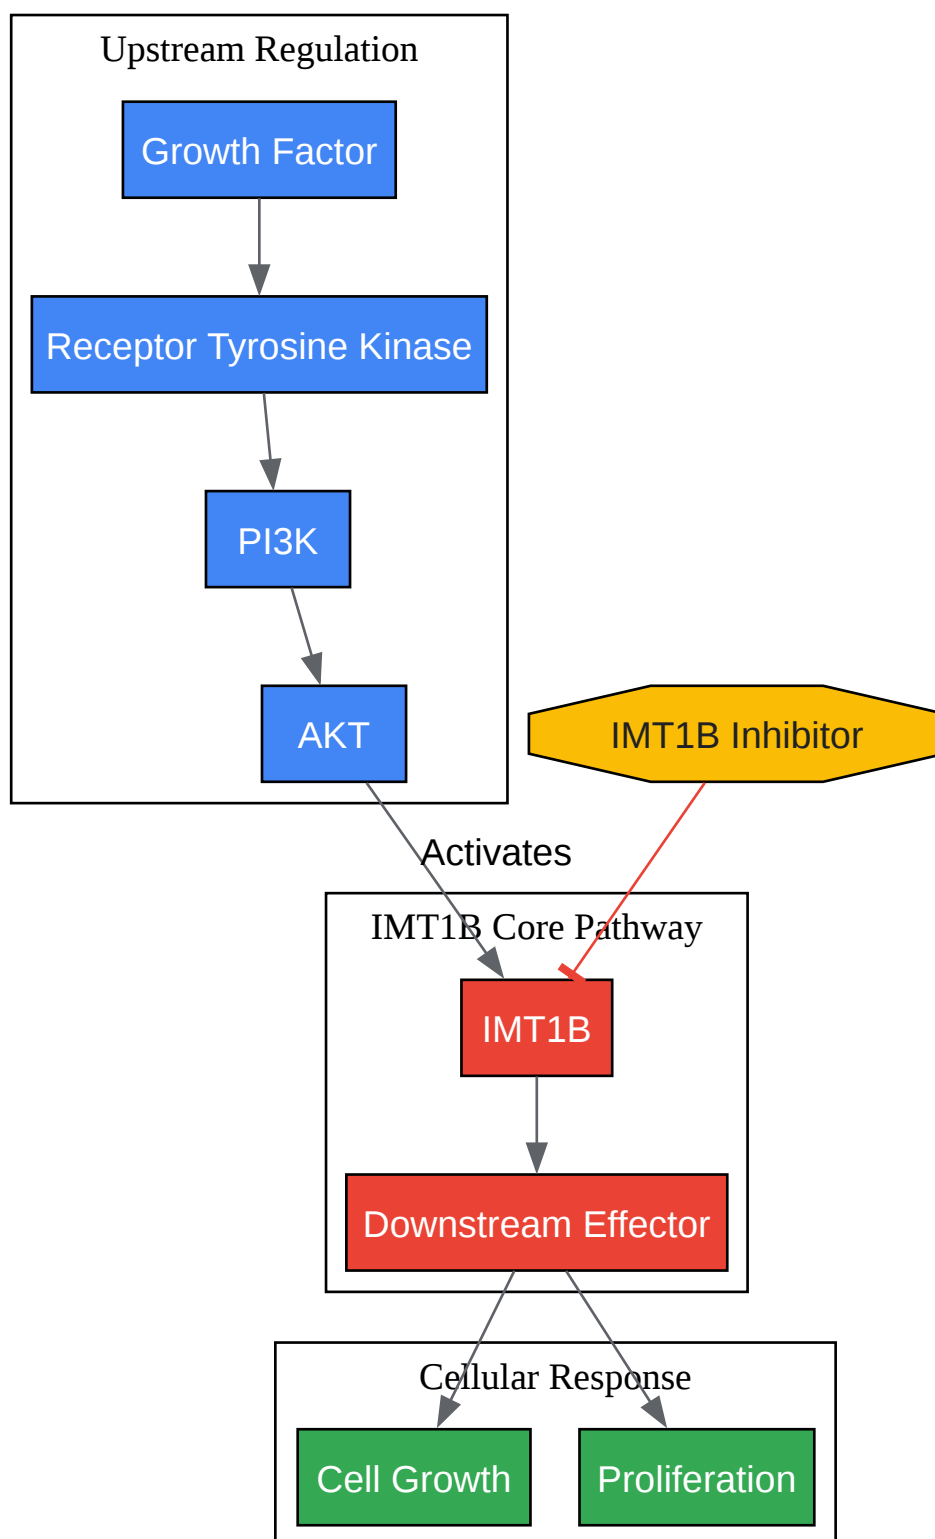 Upstream Regulation
Growth Factor
Receptor Tyrosine Kinase
PI3K
AKT
IMT1B Inhibitor
Activates
IMT1B Core Pathway
IMT1B
Downstream Effector
Cellular Response
Cell Growth
Proliferation